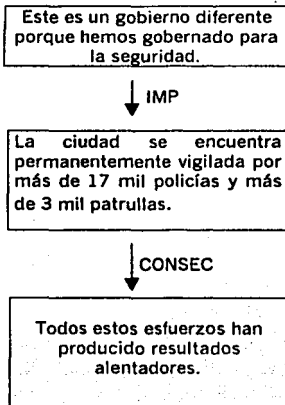 Este es un gobierno diferente
porque hemos gobernado para
la seguridad.
IMP
La ciudad se encuentra
permanentemente vigilada por
más de 17 mil policías y más
de 3 mil patrullas.
CONSEC
Todos estos esfuerzos han
producido resultados
alentadores.